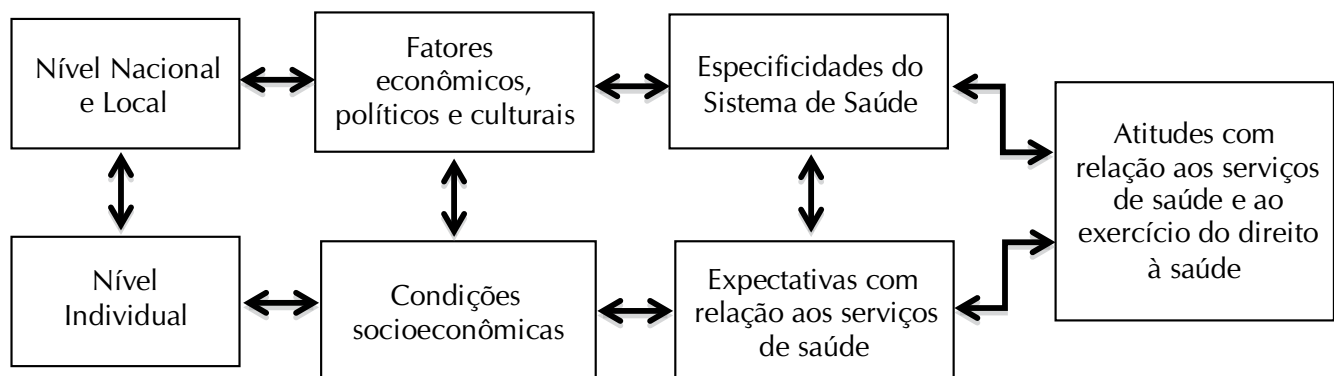 Nível Nacional
e Local
Fatores
econômicos,
políticos e culturais
Especificidades do
Sistema de Saúde
Atitudes com
relação aos serviços
de saúde e ao
exercício do direito
à saúde
Nível
Individual
Condições
socioeconômicas
Expectativas com
relação aos serviços
de saúde